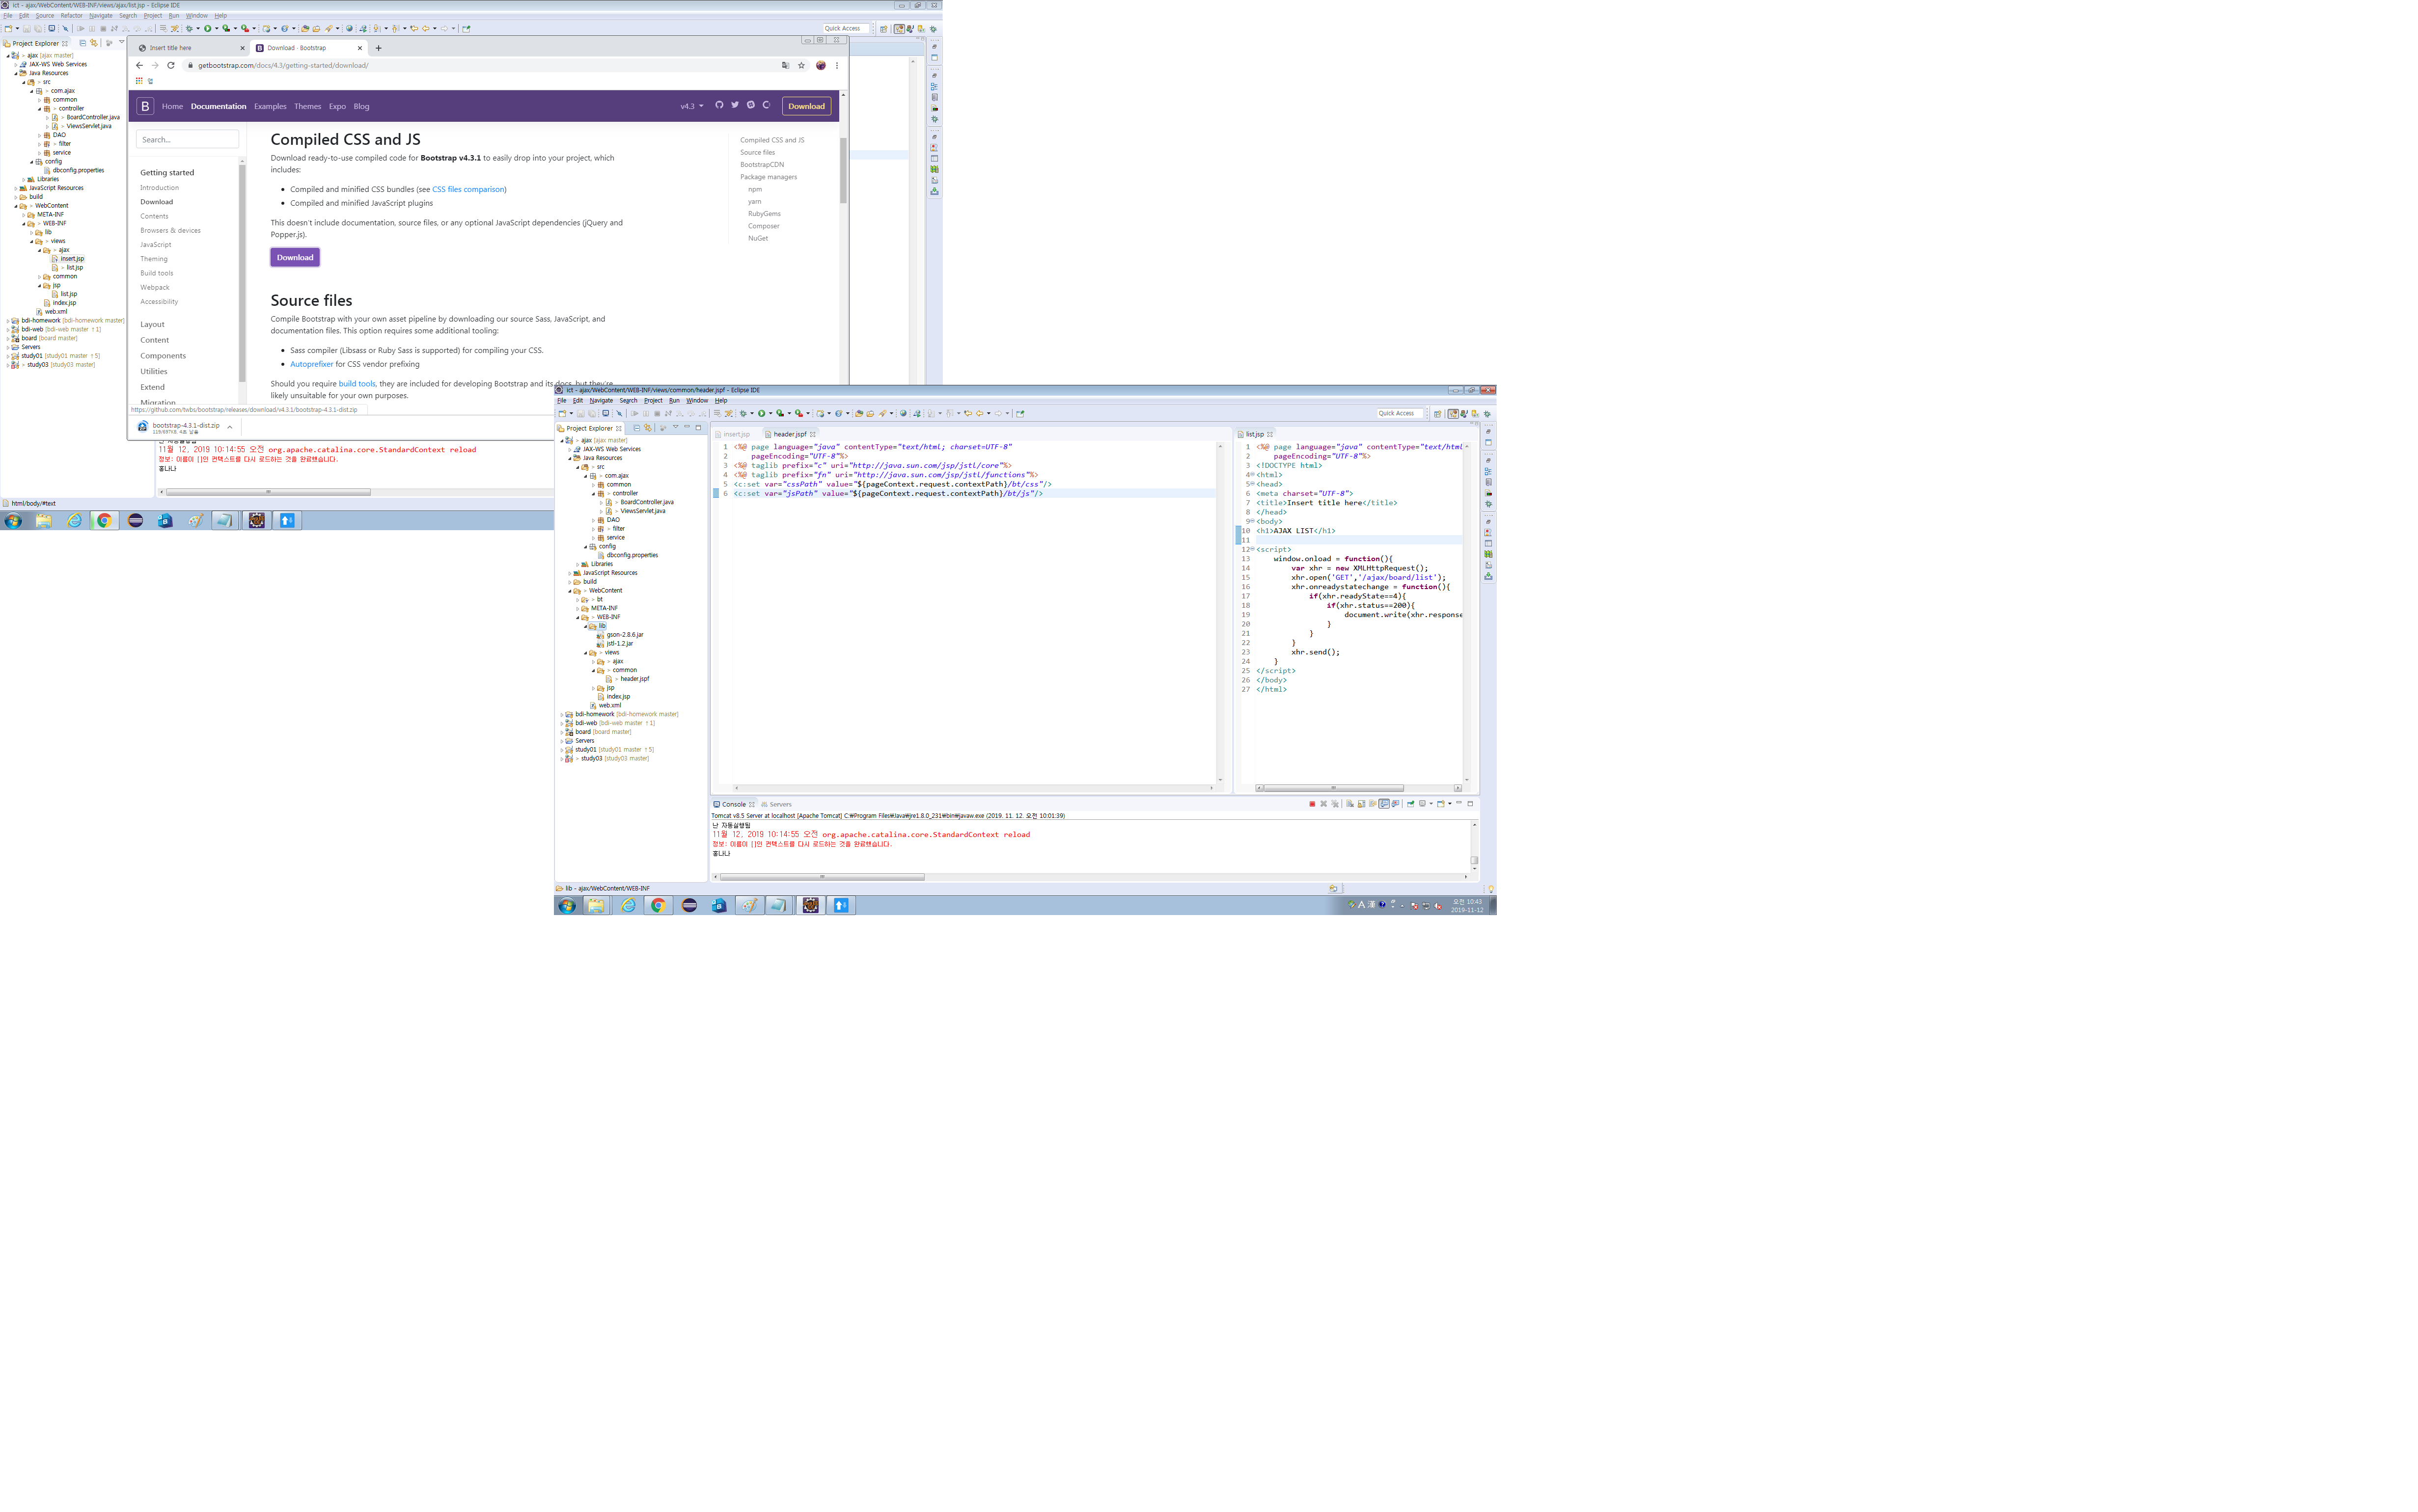 ict - ajax/WebContent/WEB-INF/views/ajax/list.jsp - Eclipse IDE
File Edit Source Refactor Navigate Search Project Run Window Help
Quick Access
Project Explorer
ajax [ajax master]
JAX-WS Web Services
Java Resources
src
com.ajax
common
controller
BoardController.java
ViewsServlet.java
DAO
filter
service
config
dbconfig.properties
Libraries
JavaScript Resources
build
WebContent
META-INF
WEB-INF
lib
views
ajax
insert.jsp
list.jsp
common
jsp
list.jsp
index.jsp
web.xml
bdi-homework [bdi-homework master]
bdi-web [bdi-web master ↑1]
board [board master]
Servers
study01 [study01 master ↑5]
study03 [study03 master]
Insert title here
Download · Bootstrap
getbootstrap.com/docs/4.3/getting-started/download/
B Home Documentation Examples Themes Expo Blog v4.3 Download
Search...
Getting started
Introduction
Download
Contents
Browsers & devices
JavaScript
Theming
Build tools
Webpack
Accessibility
Layout
Content
Components
Utilities
Extend
Migration
Compiled CSS and JS
Download ready-to-use compiled code for Bootstrap v4.3.1 to easily drop into your project, which
includes:
• Compiled and minified CSS bundles (see CSS files comparison)
• Compiled and minified JavaScript plugins
This doesn't include documentation, source files, or any optional JavaScript dependencies (jQuery and
Popper.js).
Download
Source files
Compile Bootstrap with your own asset pipeline by downloading our source Sass, JavaScript, and
documentation files. This option requires some additional tooling:
• Sass compiler (Libsass or Ruby Sass is supported) for compiling your CSS.
• Autoprefixer for CSS vendor prefixing
Should you require build tools, they are included for developing Bootstrap and its docs, but they're
likely unsuitable for your own purposes.
Compiled CSS and JS
Source files
BootstrapCDN
Package managers
npm
yarn
RubyGems
Composer
NuGet
https://github.com/twbs/bootstrap/releases/download/v4.3.1/bootstrap-4.3.1-dist.zip
bootstrap-4.3.1-dist.zip
11월 12, 2019 10:14:55 오전 org.apache.catalina.core.StandardContext reload
정보: 이름이 []인 컨텍스트를 다시 로드하는 것을 완료했습니다.
홍나나
html/body/#text
ict - ajax/WebContent/WEB-INF/views/common/header.jspf - Eclipse IDE
File Edit Navigate Search Project Run Window Help
Quick Access
Project Explorer
ajax [ajax master]
JAX-WS Web Services
Java Resources
src
com.ajax
common
controller
BoardController.java
ViewsServlet.java
DAO
filter
service
config
dbconfig.properties
Libraries
JavaScript Resources
build
WebContent
bt
META-INF
WEB-INF
lib
gson-2.8.6.jar
jstl-1.2.jar
views
ajax
common
header.jspf
jsp
index.jsp
web.xml
bdi-homework [bdi-homework master]
bdi-web [bdi-web master ↑1]
board [board master]
Servers
study01 [study01 master ↑5]
study03 [study03 master]
insert.jsp header.jspf
1 <%@ page language="java" contentType="text/html; charset=UTF-8"
2 pageEncoding="UTF-8"%>
3 <%@ taglib prefix="c" uri="http://java.sun.com/jsp/jstl/core"%>
4 <%@ taglib prefix="fn" uri="http://java.sun.com/jsp/jstl/functions"%>
5 <c:set var="cssPath" value="${pageContext.request.contextPath}/bt/css"/>
6 <c:set var="jsPath" value="${pageContext.request.contextPath}/bt/js"/>
list.jsp
1 <%@ page language="java" contentType="text/html
2 pageEncoding="UTF-8"%>
3 <!DOCTYPE html>
4 <html>
5 <head>
6 <meta charset="UTF-8">
7 <title>Insert title here</title>
8 </head>
9 <body>
10 <h1>AJAX LIST</h1>
11
12 <script>
13 window.onload = function(){
14 var xhr = new XMLHttpRequest();
15 xhr.open('GET','/ajax/board/list');
16 xhr.onreadystatechange = function(){
17 if(xhr.readyState==4){
18 if(xhr.status==200){
19 document.write(xhr.response
20 }
21 }
22 }
23 xhr.send();
24 }
25 </script>
26 </body>
27 </html>
Console Servers
Tomcat v8.5 Server at localhost [Apache Tomcat] C:₩Program Files₩Java₩jre1.8.0_231₩bin₩javaw.exe (2019. 11. 12. 오전 10:01:39)
난 자동실행됨
11월 12, 2019 10:14:55 오전 org.apache.catalina.core.StandardContext reload
정보: 이름이 []인 컨텍스트를 다시 로드하는 것을 완료했습니다.
홍나나
lib - ajax/WebContent/WEB-INF
A 漢
오전 10:43
2019-11-12